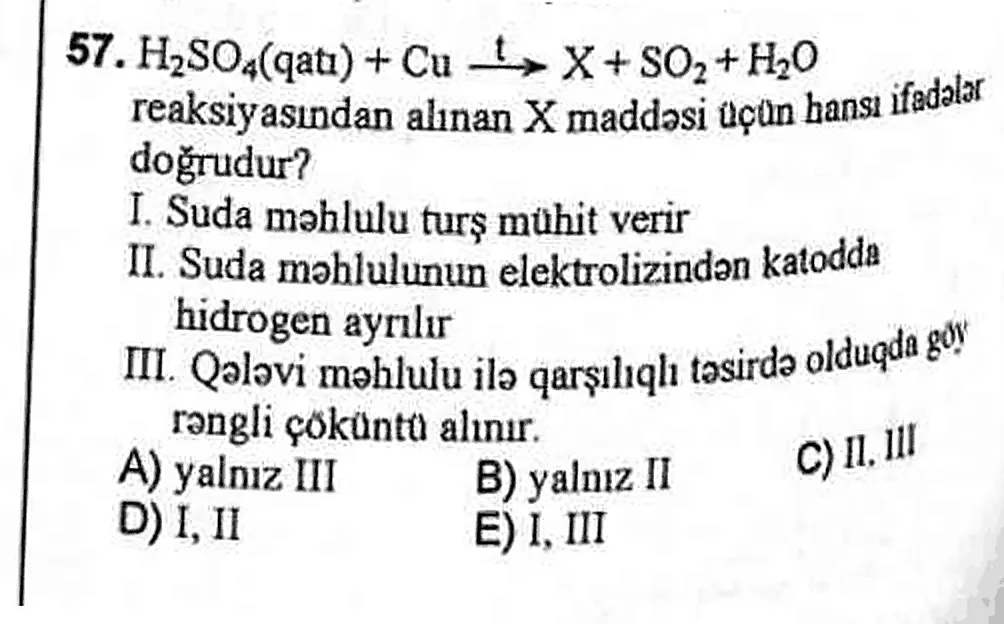 57. H₂SO₄(qatı) + Cu —t→ X + SO₂ + H₂O
reaksiyasından alınan X maddəsi üçün hansı ifadələr
doğrudur?
I. Suda məhlulu turş mühit verir
II. Suda məhlulunun elektrolizindən katodda
hidrogen ayrılır
III. Qələvi məhlulu ilə qarşılıqlı təsirdə olduqda göy
rəngli çöküntü alınır.
A) yalnız III B) yalnız II C) II, III
D) I, II E) I, III